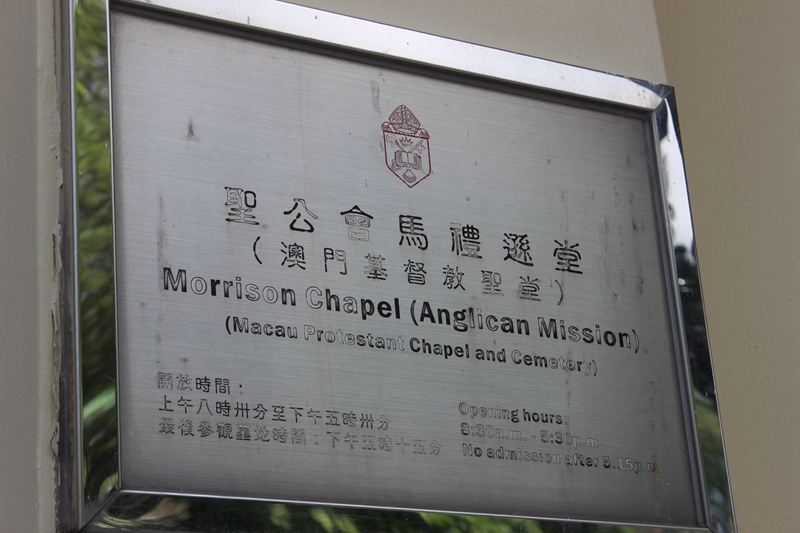 聖公會馬禮遜堂
(澳門基督教聖堂)
Morrison Chapel (Anglican Mission)
(Macau Protestant Chapel and Cemetery)
開放時間：
上午八時卅分至下午五時卅分
最後參觀墓地時間：下午五時十五分
Opening hours:
8:30a.m. - 5:30p.m.
No admission after 5.15p.m.